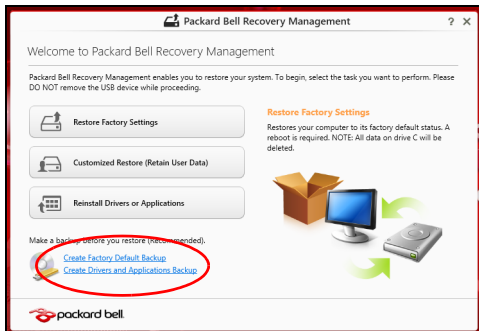 Packard Bell Recovery Management
? X
Welcome to Packard Bell Recovery Management
Packard Bell Recovery Management enables you to restore your system. To begin, select the task you want to perform. Please
DO NOT remove the USB device while proceeding.
Restore Factory Settings
Customized Restore (Retain User Data)
Reinstall Drivers or Applications
Restore Factory Settings
Restores your computer to its factory default status. A
reboot is required. NOTE: All data on drive C will be
deleted.
Make a backup before you restore (Recommended).
Create Factory Default Backup
Create Drivers and Applications Backup
packard bell.